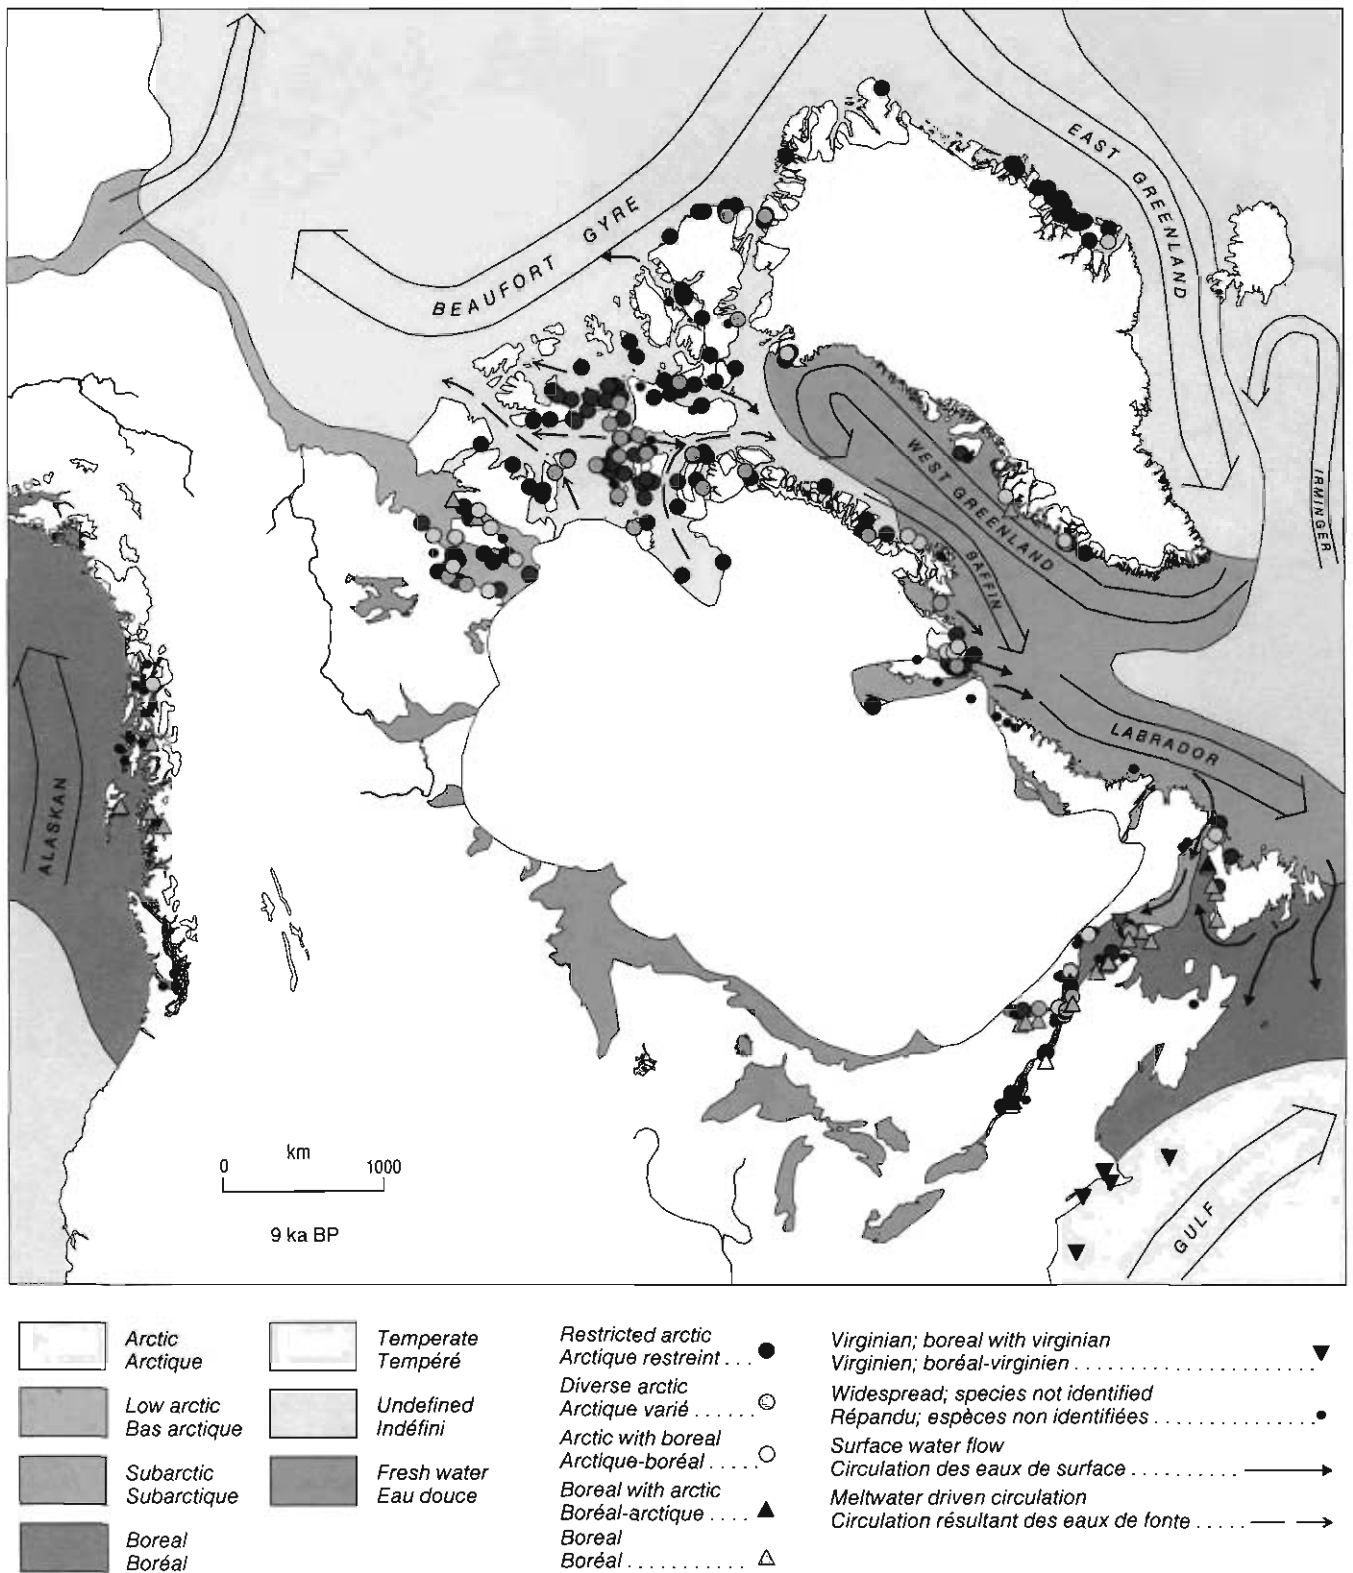 EAST GREENLAND
BEAUFORT GYRE
WEST GREENLAND
IRMINGER
BAFFIN
LABRADOR
ALASKAN
km
0 1000
9 ka BP
GULF
Arctic
Arctique
Low arctic
Bas arctique
Subarctic
Subarctique
Boreal
Boréal
Temperate
Tempéré
Undefined
Indéfini
Fresh water
Eau douce
Restricted arctic
Arctique restreint . . .
Diverse arctic
Arctique varié . . . . . .
Arctic with boreal
Arctique-boréal . . . . .
Boreal with arctic
Boréal-arctique . . . .
Boreal
Boréal . . . . . . . . . . .
Virginian; boreal with virginian
Virginien; boréal-virginien . . . . . . . . . . . . . . . . . . . . . .
Widespread; species not identified
Répandu; espèces non identifiées . . . . . . . . . . . . . . .
Surface water flow
Circulation des eaux de surface . . . . . . . . . .
Meltwater driven circulation
Circulation résultant des eaux de fonte . . . . .